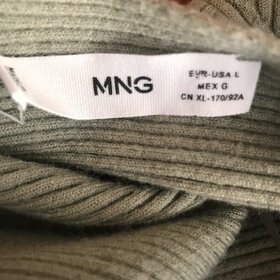 MNG
EUR-USA L
MEX G
CN XL-170/92A